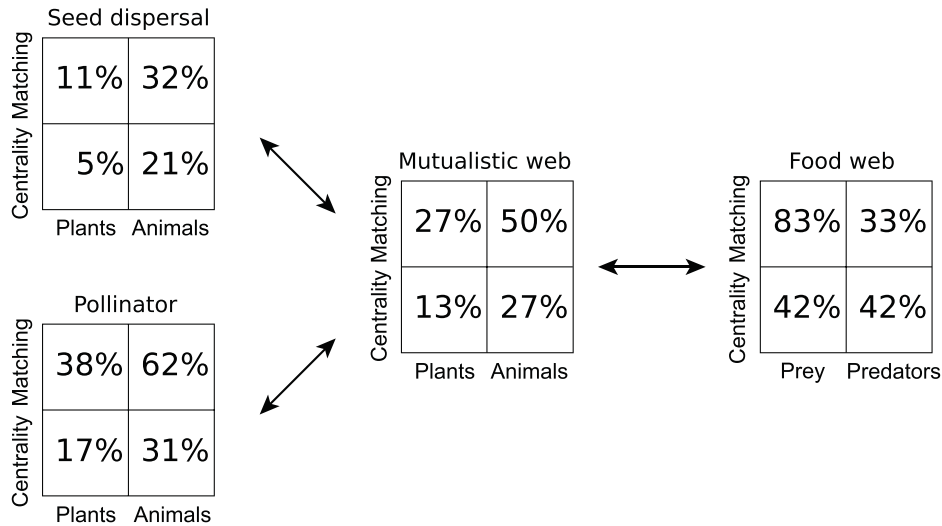 Seed dispersal
Matching
11% 32%
Centrality
5% 21%
Plants Animals
Pollinator
Matching
38% 62%
Centrality
17% 31%
Plants Animals
Mutualistic web
Matching
27% 50%
Centrality
13% 27%
Plants Animals
Food web
Matching
83% 33%
Centrality
42% 42%
Prey Predators